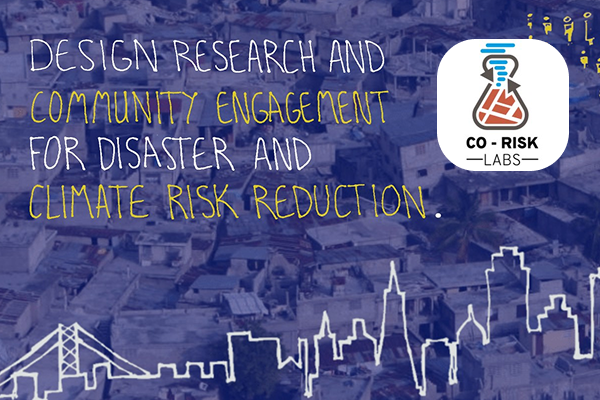 DESIGN RESEARCH AND
COMMUNITY ENGAGEMENT
FOR DISASTER AND
CLIMATE RISK REDUCTION.
CO - RISK
LABS